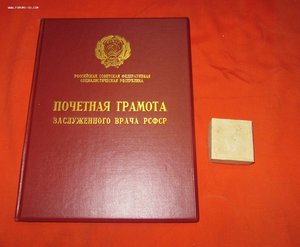 РОССИЙСКАЯ СОВЕТСКАЯ ФЕДЕРАТИВНАЯ
СОЦИАЛИСТИЧЕСКАЯ РЕСПУБЛИКА
ПОЧЕТНАЯ ГРАМОТА
ЗАСЛУЖЕННОГО ВРАЧА РСФСР